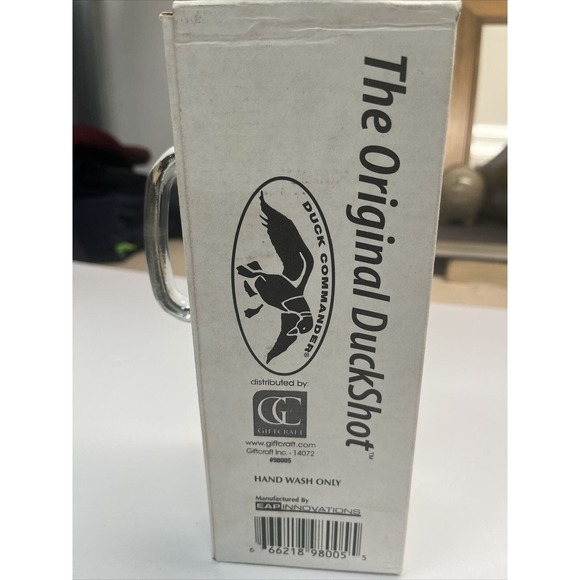 The Original DuckShot™
DUCK COMMANDER®
distributed by:
GC
GIFTCRAFT
www.giftcraft.com
Giftcraft Inc. - 14072
#98005
HAND WASH ONLY
Manufactured By
EAP INNOVATIONS
6 66218 98005 5